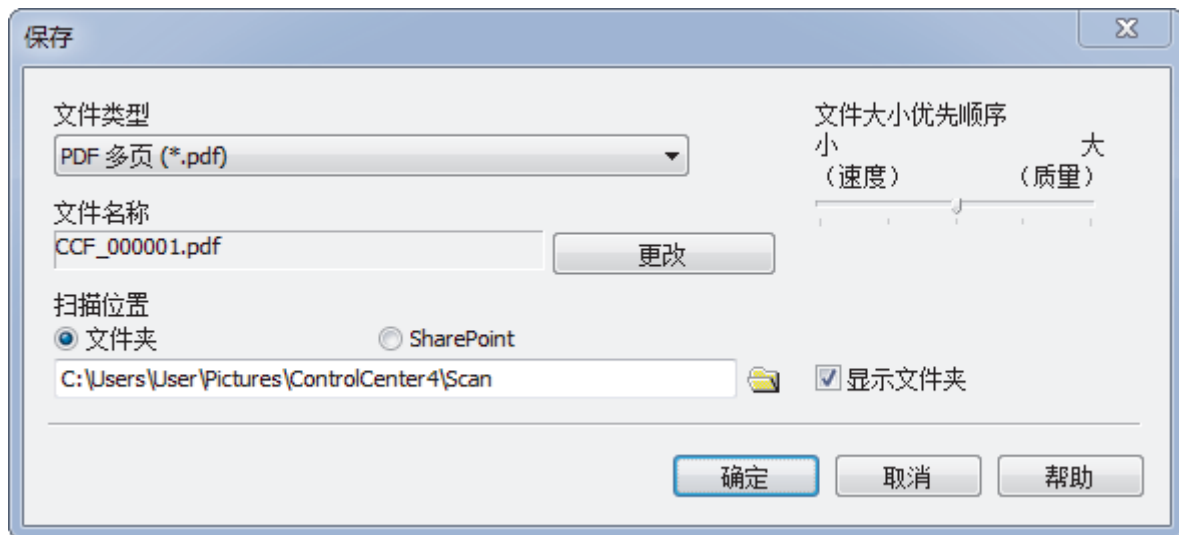 保存
文件类型
PDF 多页 (*.pdf)
文件大小优先顺序
小 大
（速度） （质量）
文件名称
CCF_000001.pdf
更改
扫描位置
文件夹 SharePoint
C:\Users\User\Pictures\ControlCenter4\Scan
显示文件夹
确定 取消 帮助